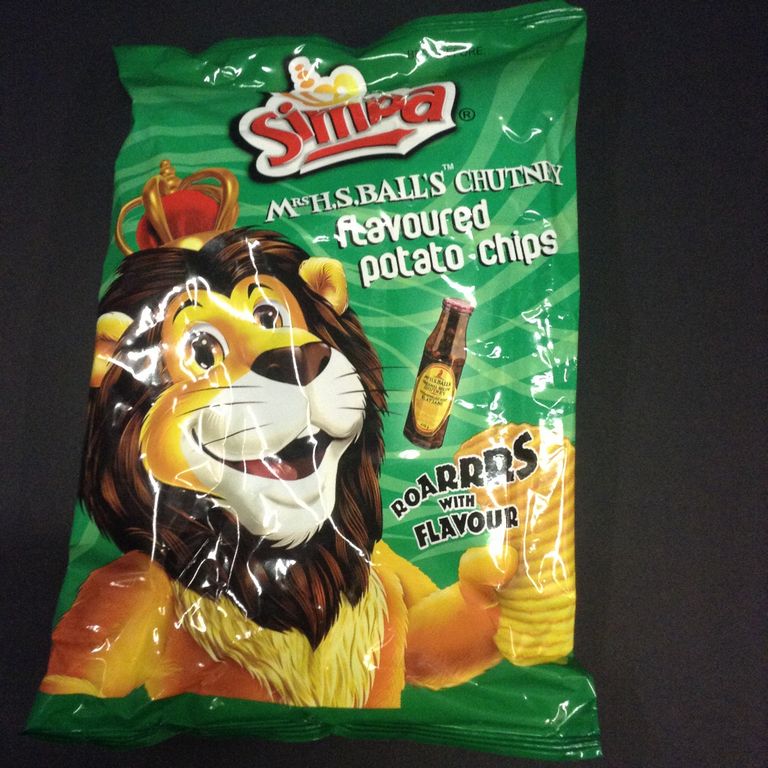 Simba®
MRS H.S. BALL'S™ CHUTNEY
flavoured
potato chips
ROARRRS
WITH
FLAVOUR